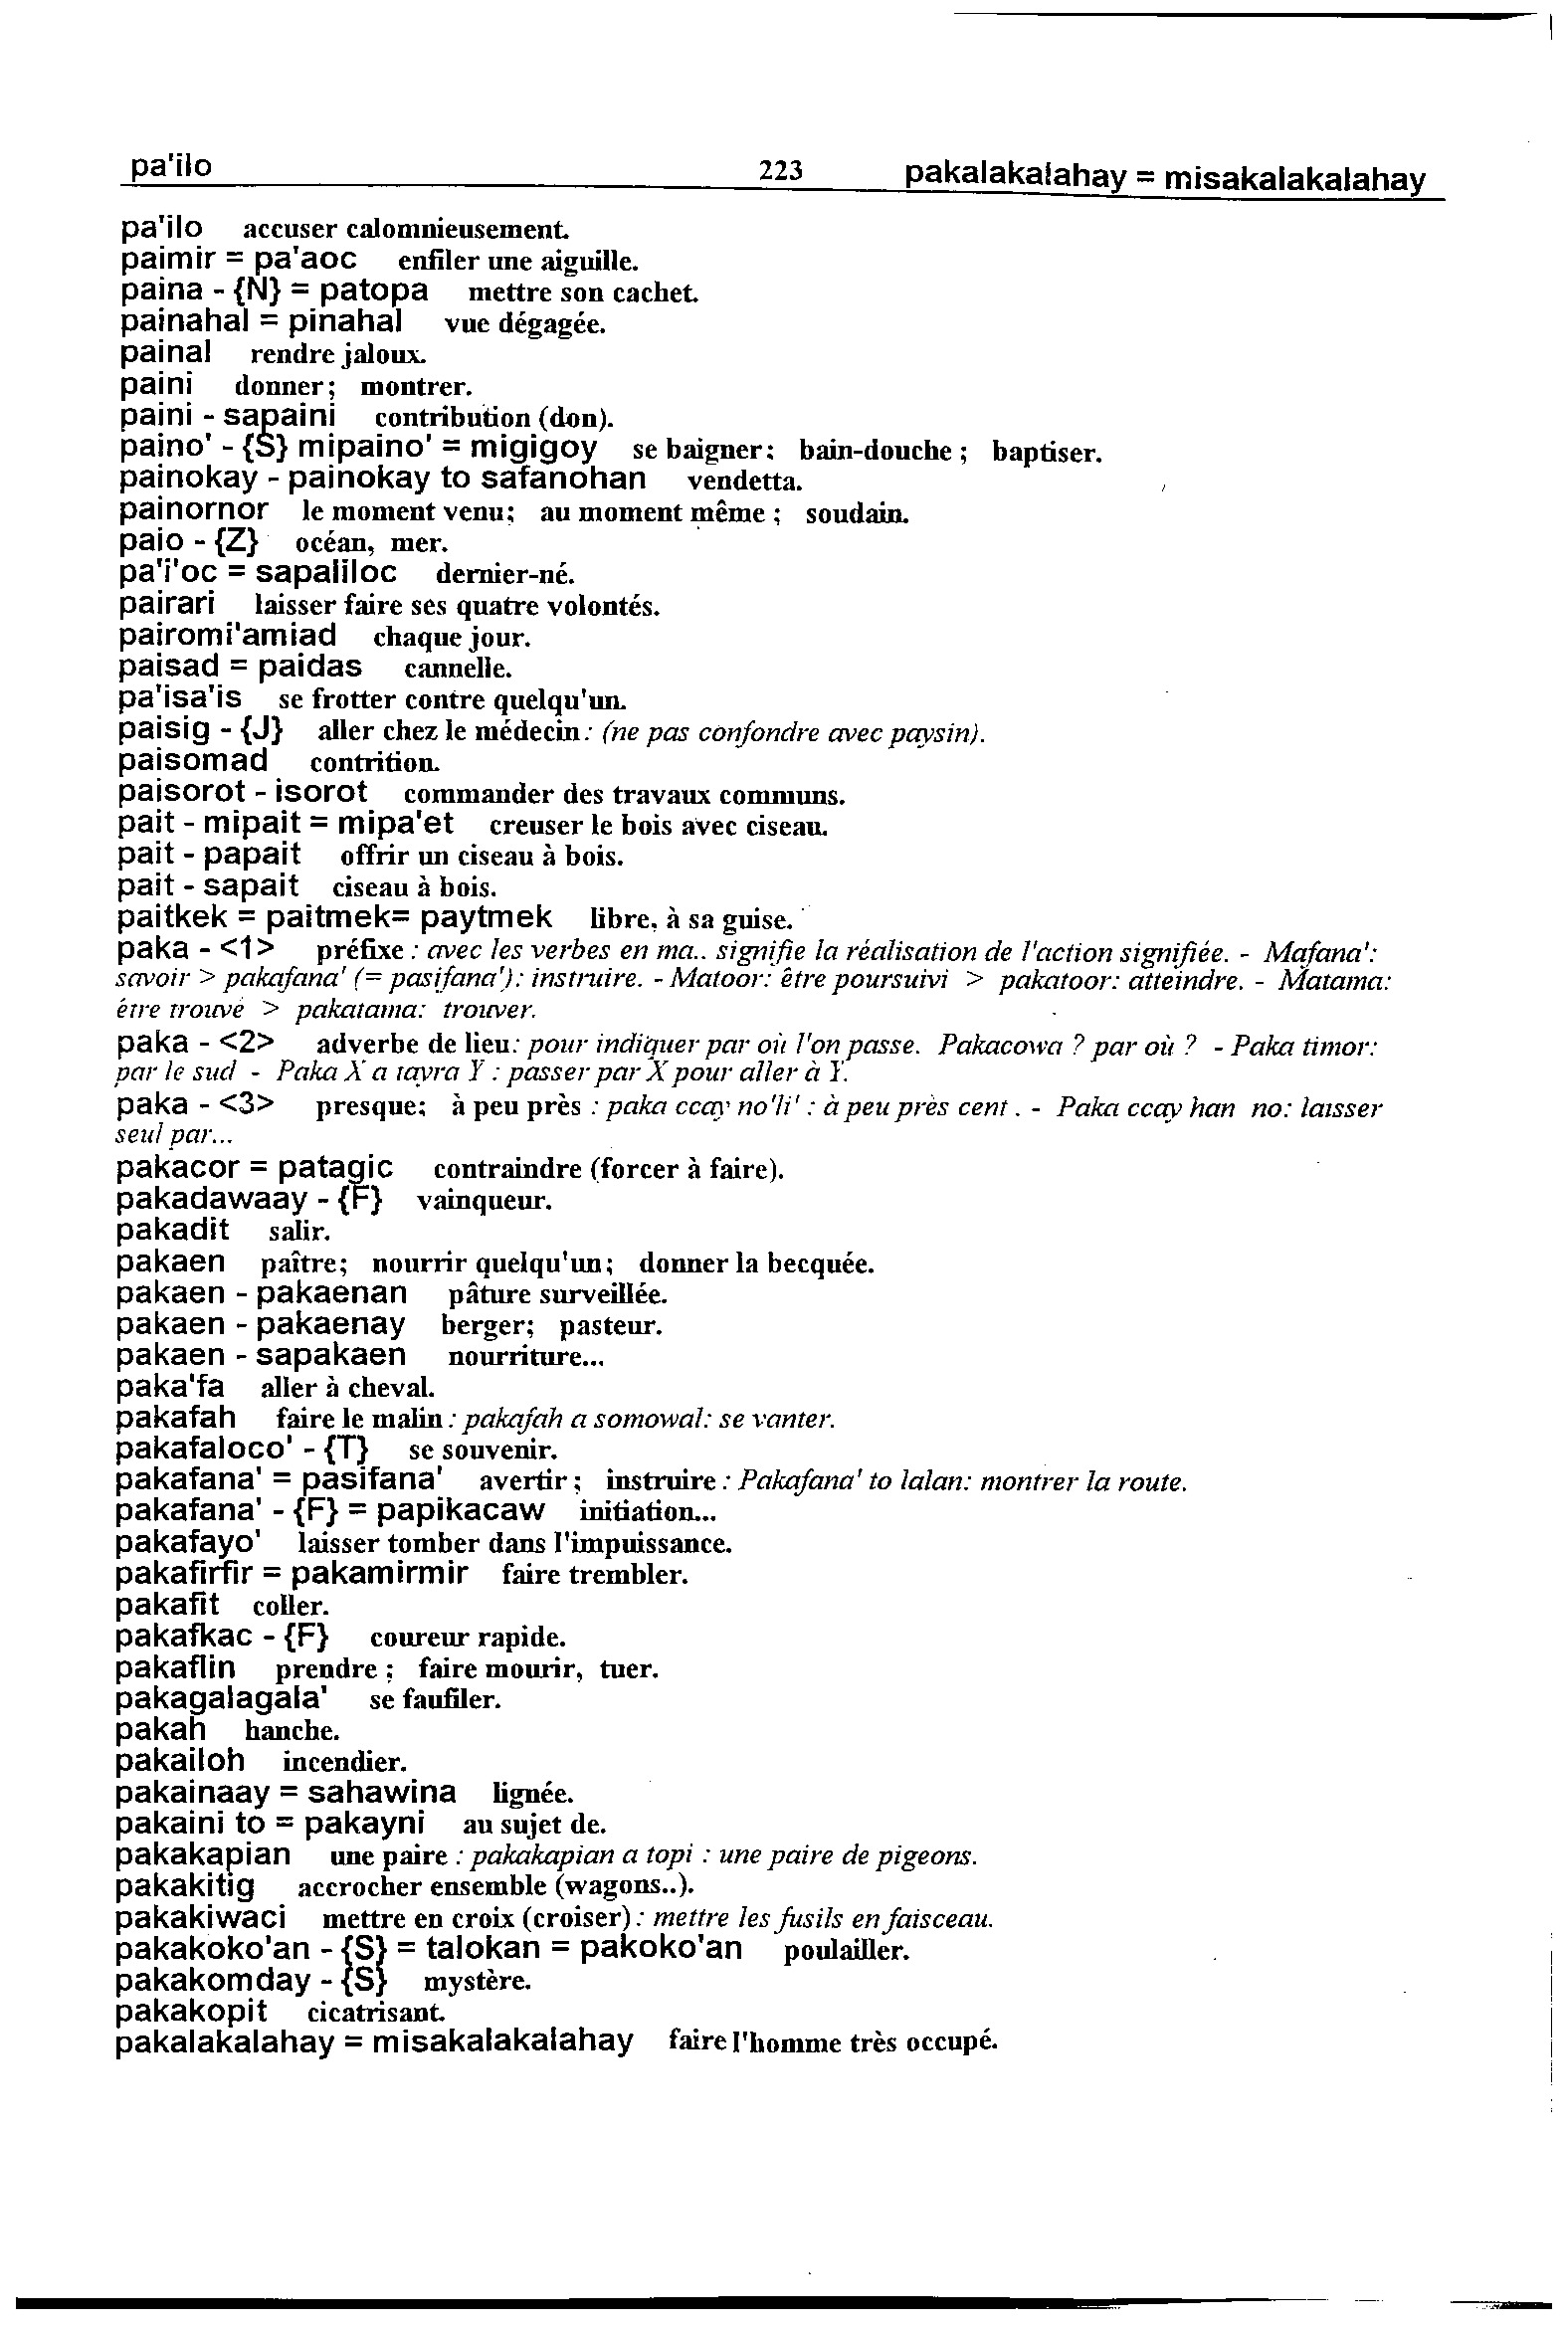 pa'ilo 223 pakalakalahay = misakalakalahay
pa'ilo accuser calomnieusement.
paimir = pa'aoc enfiler une aiguille.
paina - {N} = patopa mettre son cachet.
painahal = pinahal vue dégagée.
painal rendre jaloux.
paini donner; montrer.
paini - sapaini contribution (don).
paino' - {S} mipaino' = migigoy se baigner; bain-douche ; baptiser.
painokay - painokay to safanohan vendetta.
painornor le moment venu; au moment même ; soudain.
paio - {Z} océan, mer.
pa'i'oc = sapaliloc dernier-né.
pairari laisser faire ses quatre volontés.
pairomi'amiad chaque jour.
paisad = paidas cannelle.
pa'isa'is se frotter contre quelqu'un.
paisig - {J} aller chez le médecin: (ne pas confondre avec paysin).
paisomad contrition.
paisorot - isorot commander des travaux communs.
pait - mipait = mipa'et creuser le bois avec ciseau.
pait - papait offrir un ciseau à bois.
pait - sapait ciseau à bois.
paitkek = paitmek= paytmek libre, à sa guise.
paka - <1> préfixe : avec les verbes en ma.. signifie la réalisation de l'action signifiée. - Mafana':
savoir > pakafana' (= pasifana'): instruire. - Matoor: être poursuivi > pakatoor: atteindre. - Matama:
être trouvé > pakatama: trouver.
paka - <2> adverbe de lieu: pour indiquer par où l'on passe. Pakacowa ? par où ? - Paka timor:
par le sud - Paka X a tayra Y : passer par X pour aller à Y.
paka - <3> presque; à peu près : paka ccay no'li' : à peu près cent . - Paka ccay han no: laisser
seul par...
pakacor = patagic contraindre (forcer à faire).
pakadawaay - {F} vainqueur.
pakadit salir.
pakaen paître; nourrir quelqu'un; donner la becquée.
pakaen - pakaenan pâture surveillée.
pakaen - pakaenay berger; pasteur.
pakaen - sapakaen nourriture...
paka'fa aller à cheval.
pakafah faire le malin : pakafah a somowal: se vanter.
pakafaloco' - {T} se souvenir.
pakafana' = pasifana' avertir ; instruire : Pakafana' to lalan: montrer la route.
pakafana' - {F} = papikacaw initiation...
pakafayo' laisser tomber dans l'impuissance.
pakafirfir = pakamirmir faire trembler.
pakafit coller.
pakafkac - {F} coureur rapide.
pakaflin prendre ; faire mourir, tuer.
pakagalagala' se faufiler.
pakah hanche.
pakailoh incendier.
pakainaay = sahawina lignée.
pakaini to = pakayni au sujet de.
pakakapian une paire : pakakapian a topi : une paire de pigeons.
pakakitig accrocher ensemble (wagons..).
pakakiwaci mettre en croix (croiser) : mettre les fusils en faisceau.
pakakoko'an - {S} = talokan = pakoko'an poulailler.
pakakomday - {S} mystère.
pakakopit cicatrisant.
pakalakalahay = misakalakalahay faire l'homme très occupé.